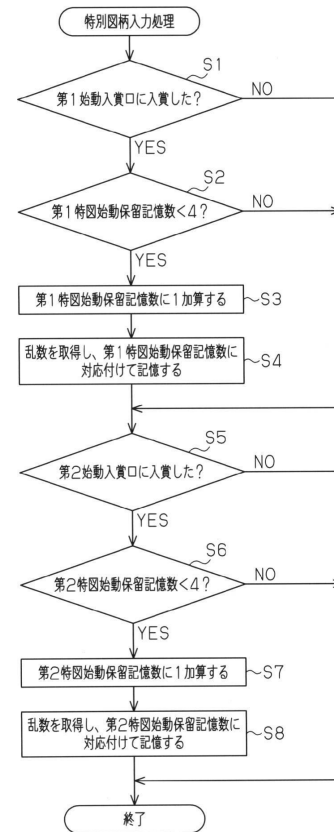 特別図柄入力処理
S1
第1始動入賞口に入賞した?
NO
YES
S2
第1特図始動保留記憶数<4?
NO
YES
第1特図始動保留記憶数に1加算する
S3
乱数を取得し、第1特図始動保留記憶数に
対応付けて記憶する
S4
S5
第2始動入賞口に入賞した?
NO
YES
S6
第2特図始動保留記憶数<4?
NO
YES
第2特図始動保留記憶数に1加算する
S7
乱数を取得し、第2特図始動保留記憶数に
対応付けて記憶する
S8
終了